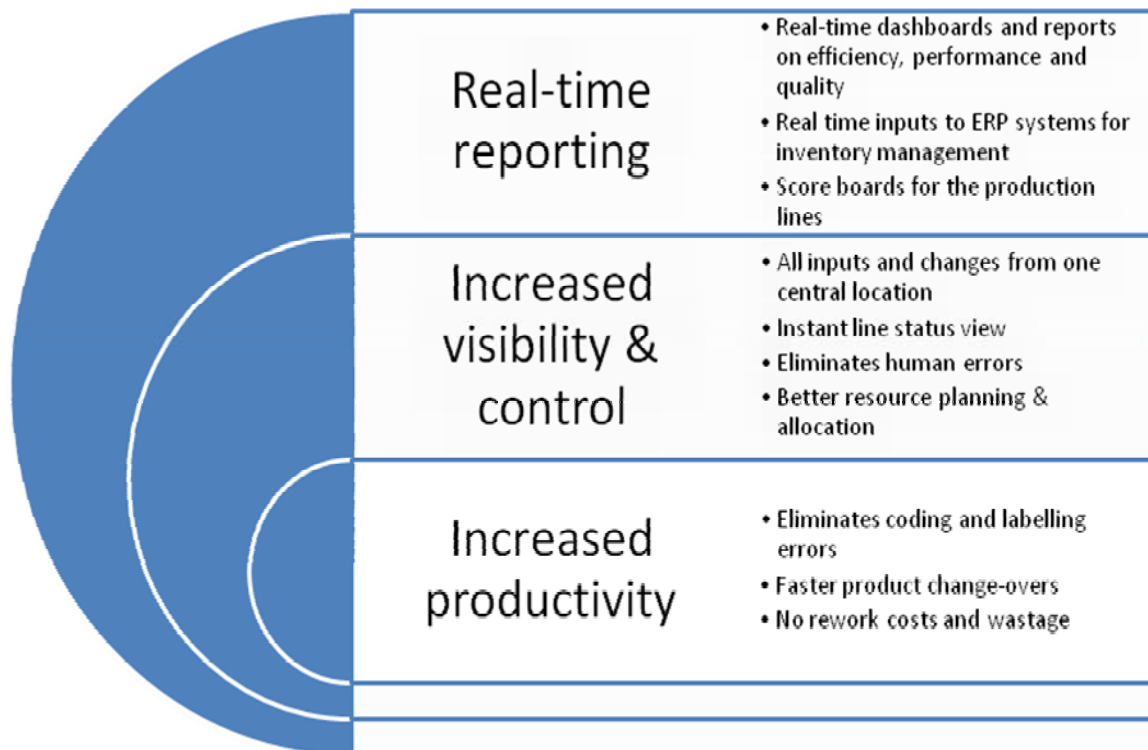 Real-time
reporting
• Real-time dashboards and reports
on efficiency, performance and
quality
• Real time inputs to ERP systems for
inventory management
• Score boards for the production
lines
Increased
visibility &
control
• All inputs and changes from one
central location
• Instant line status view
• Eliminates human errors
• Better resource planning &
allocation
Increased
productivity
• Eliminates coding and labelling
errors
• Faster product change-overs
• No rework costs and wastage